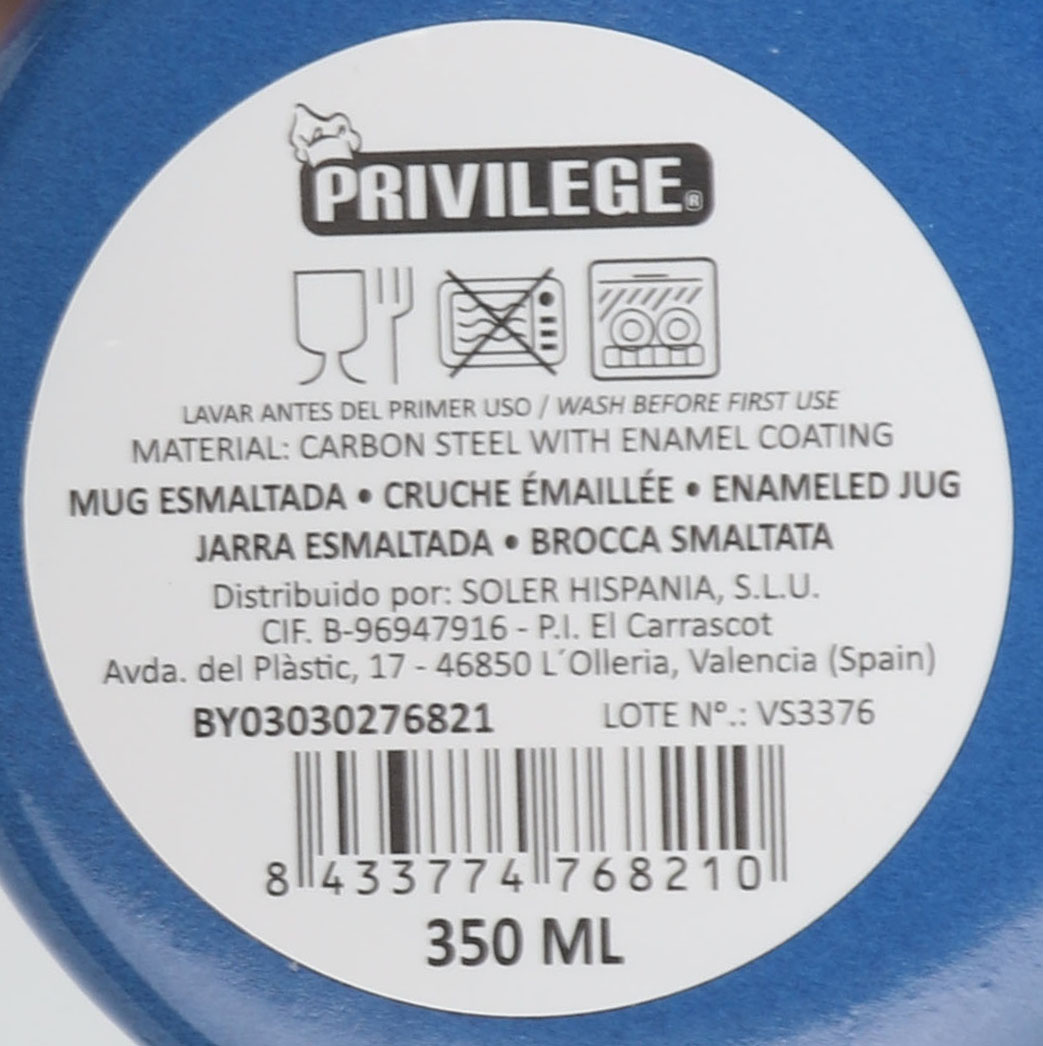 PRIVILEGE®
LAVAR ANTES DEL PRIMER USO / WASH BEFORE FIRST USE
MATERIAL: CARBON STEEL WITH ENAMEL COATING
MUG ESMALTADA • CRUCHE ÉMAILLÉE • ENAMELED JUG
JARRA ESMALTADA • BROCCA SMALTATA
Distribuido por: SOLER HISPANIA, S.L.U.
CIF. B-96947916 - P.I. El Carrascot
Avda. del Plàstic, 17 - 46850 L´Olleria, Valencia (Spain)
BY03030276821 LOTE Nº.: VS3376
8 433774 768210
350 ML